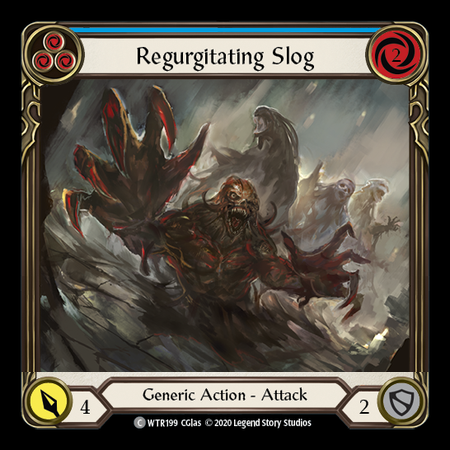 Regurgitating Slog
2
Generic Action - Attack
4
2
C WTR199 CGlas © 2020 Legend Story Studios